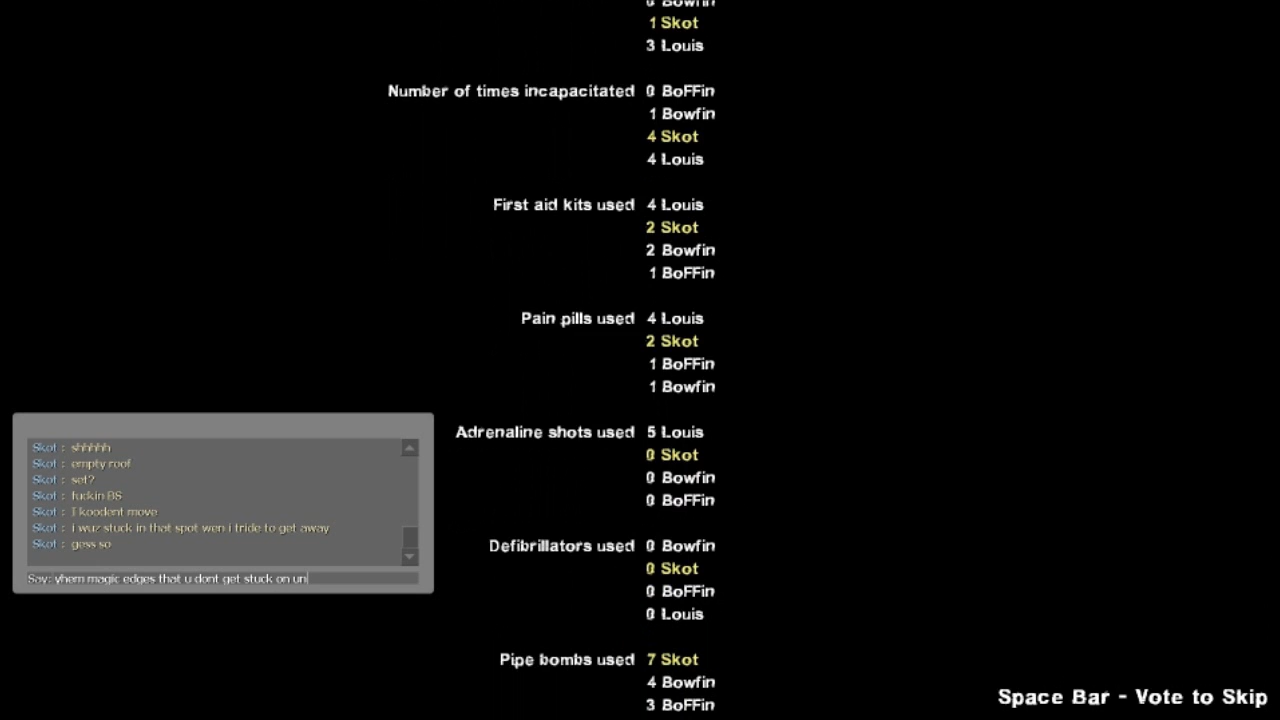 0 Bowfin
1 Skot
3 Louis
Number of times incapacitated 0 BoFFin
1 Bowfin
4 Skot
4 Louis
First aid kits used 4 Louis
2 Skot
2 Bowfin
1 BoFFin
Pain pills used 4 Louis
2 Skot
1 BoFFin
1 Bowfin
Adrenaline shots used 5 Louis
0 Skot
0 Bowfin
0 BoFFin
Defibrillators used 0 Bowfin
0 Skot
0 BoFFin
0 Louis
Pipe bombs used 7 Skot
4 Bowfin
3 BoFFin
Skot : shhhhh
Skot : empty roof
Skot : set?
Skot : fuckin BS
Skot : I koodent move
Skot : i wuz stuck in that spot wen i tride to get away
Skot : gess so
Say: yhem magic edges that u dont get stuck on un
Space Bar - Vote to Skip